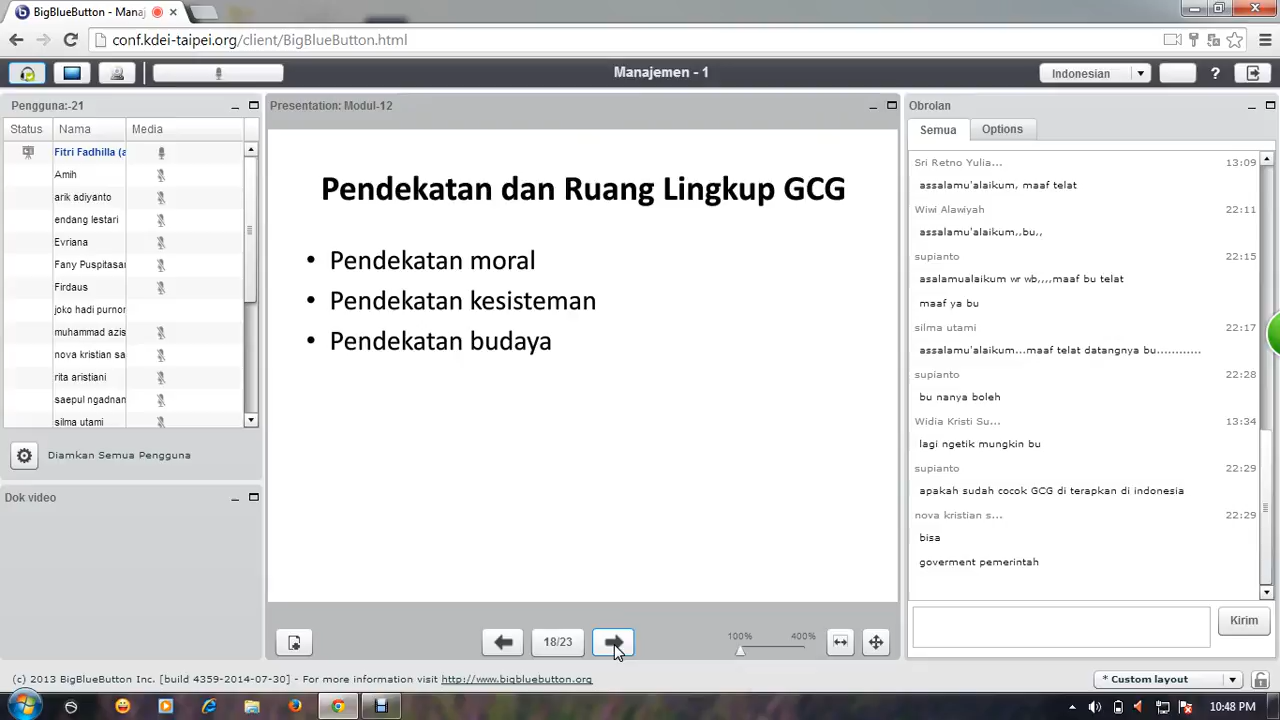 BigBlueButton - Manaj
conf.kdei-taipei.org/client/BigBlueButton.html
Manajemen - 1
Indonesian
?
Pengguna:-21
Status Nama Media
Fitri Fadhilla (a
Amih
arik adiyanto
endang lestari
Evriana
Fany Puspitasar
Firdaus
joko hadi purnor
muhammad azis
nova kristian sa
rita aristiani
saepul ngadnan
silma utami
Diamkan Semua Pengguna
Dok video
Presentation: Modul-12
Pendekatan dan Ruang Lingkup GCG
• Pendekatan moral
• Pendekatan kesisteman
• Pendekatan budaya
18/23
100% 400%
Obrolan
Semua Options
Sri Retno Yulia... 13:09
assalamu'alaikum, maaf telat
Wiwi Alawiyah 22:11
assalamu'alaikum,,bu,,
supianto 22:15
asalamualaikum wr wb,,,,maaf bu telat
maaf ya bu
silma utami 22:17
assalamu'alaikum...maaf telat datangnya bu............
supianto 22:28
bu nanya boleh
Widia Kristi Su... 13:34
lagi ngetik mungkin bu
supianto 22:29
apakah sudah cocok GCG di terapkan di indonesia
nova kristian s... 22:29
bisa
goverment pemerintah
Kirim
(c) 2013 BigBlueButton Inc. [build 4359-2014-07-30] - For more information visit http://www.bigbluebutton.org
* Custom layout
10:48 PM